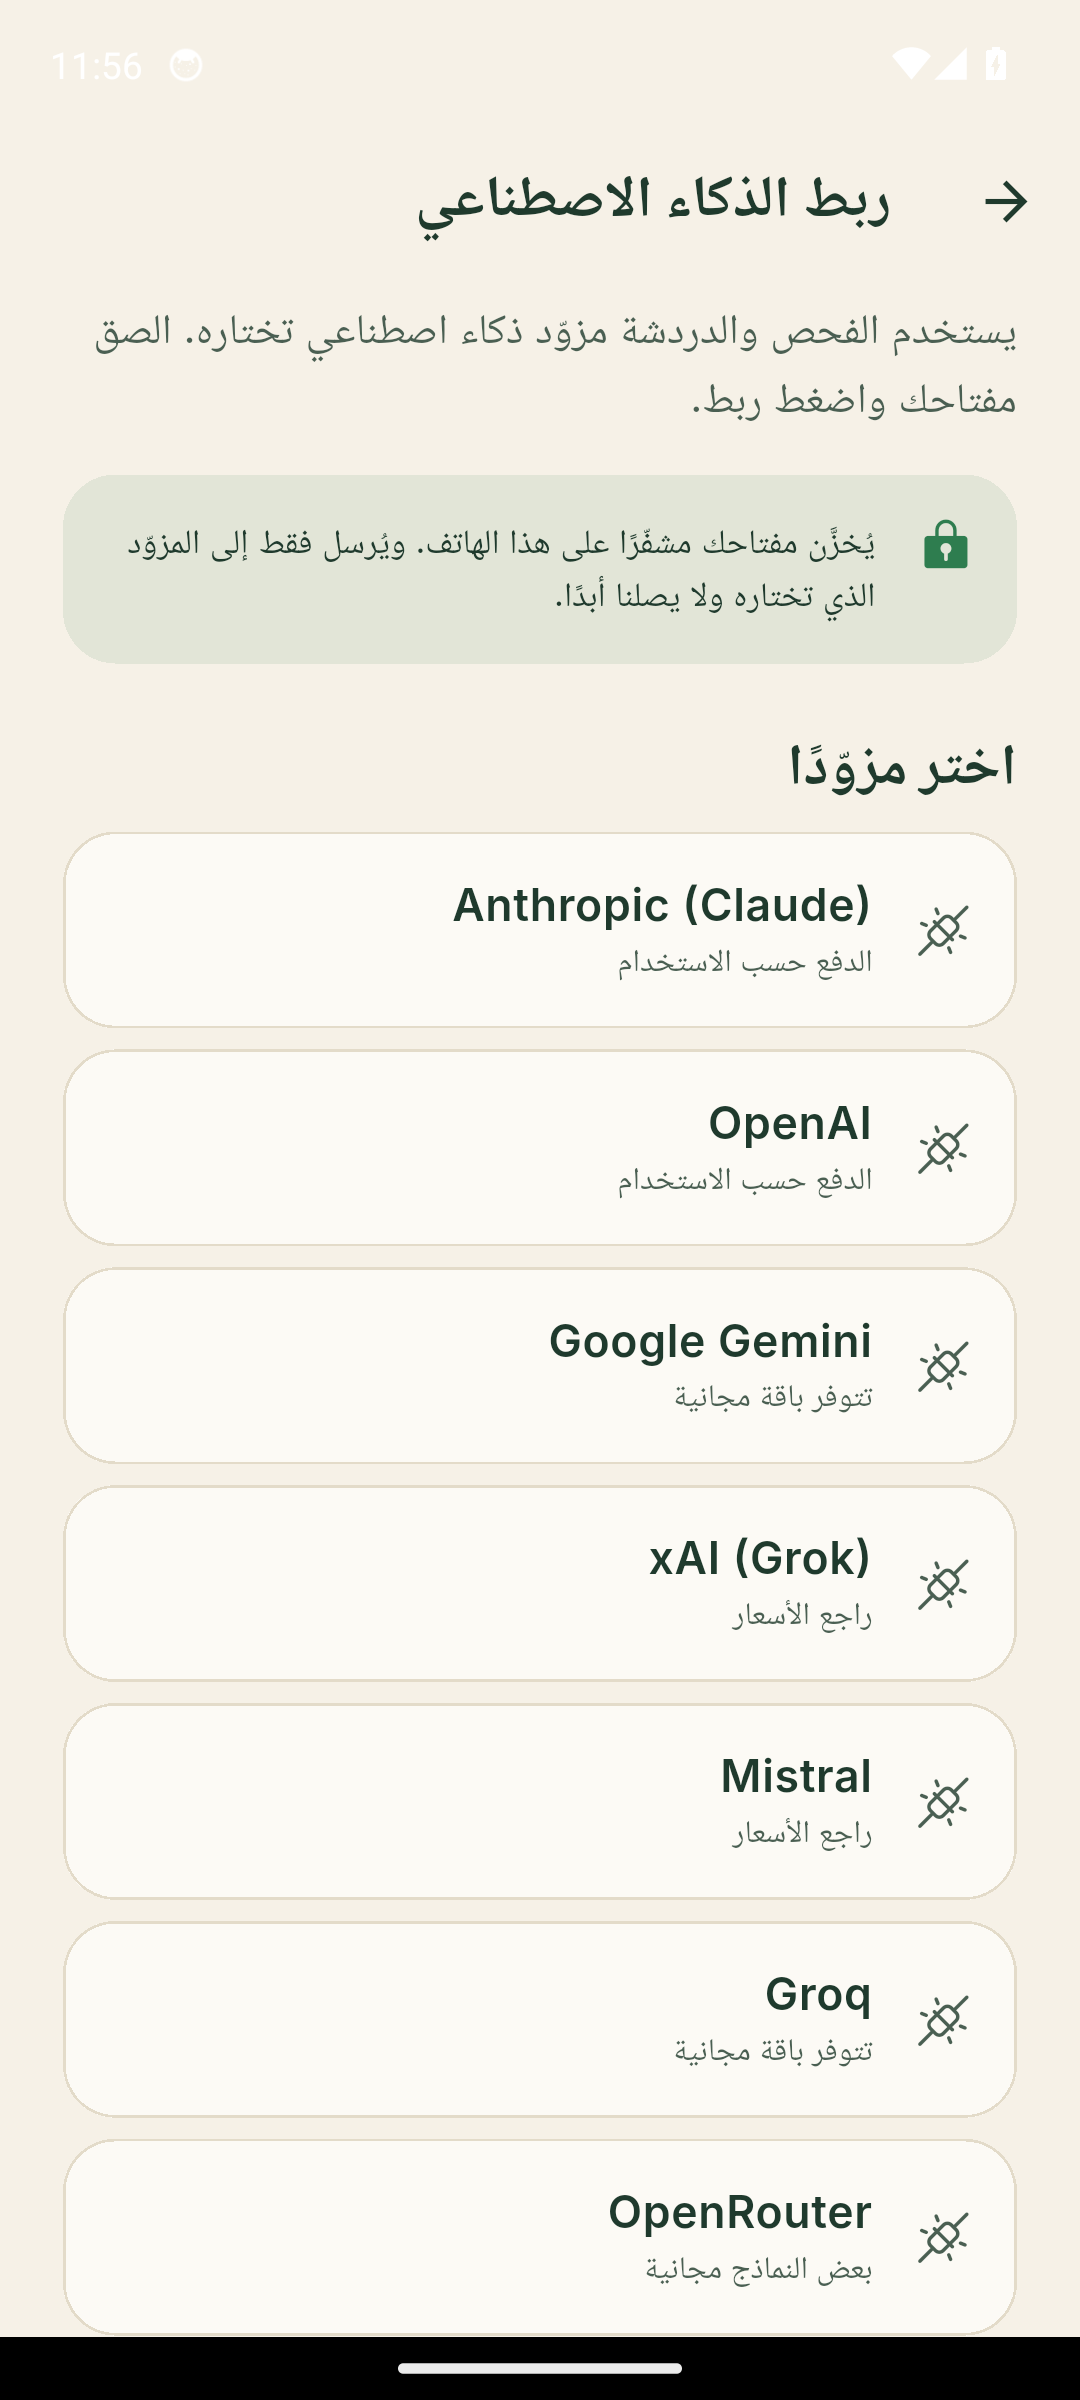 11:56
ربط الذكاء الاصطناعي
يستخدم الفحص والدردشة مزوّد ذكاء اصطناعي تختاره. الصق
مفتاحك واضغط ربط.
يُخزَّن مفتاحك مشفّرًا على هذا الهاتف. ويُرسل فقط إلى المزوّد
الذي تختاره ولا يصلنا أبدًا.
اختر مزوّدًا
Anthropic (Claude)
الدفع حسب الاستخدام
OpenAI
الدفع حسب الاستخدام
Google Gemini
تتوفر باقة مجانية
xAI (Grok)
راجع الأسعار
Mistral
راجع الأسعار
Groq
تتوفر باقة مجانية
OpenRouter
بعض النماذج مجانية